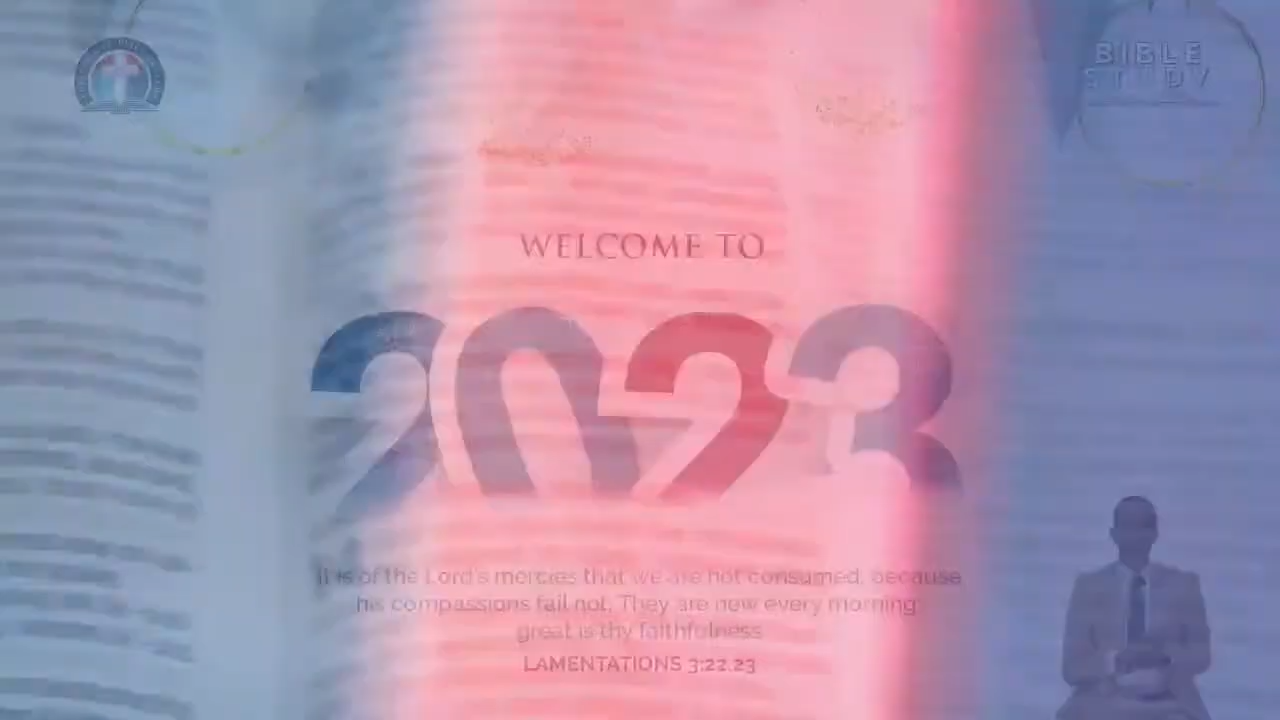 BIBLE
STUDY
WELCOME TO
2023
It is of the Lord's mercies that we are not consumed, because
his compassions fail not. They are new every morning:
great is thy faithfulness
LAMENTATIONS 3:22.23